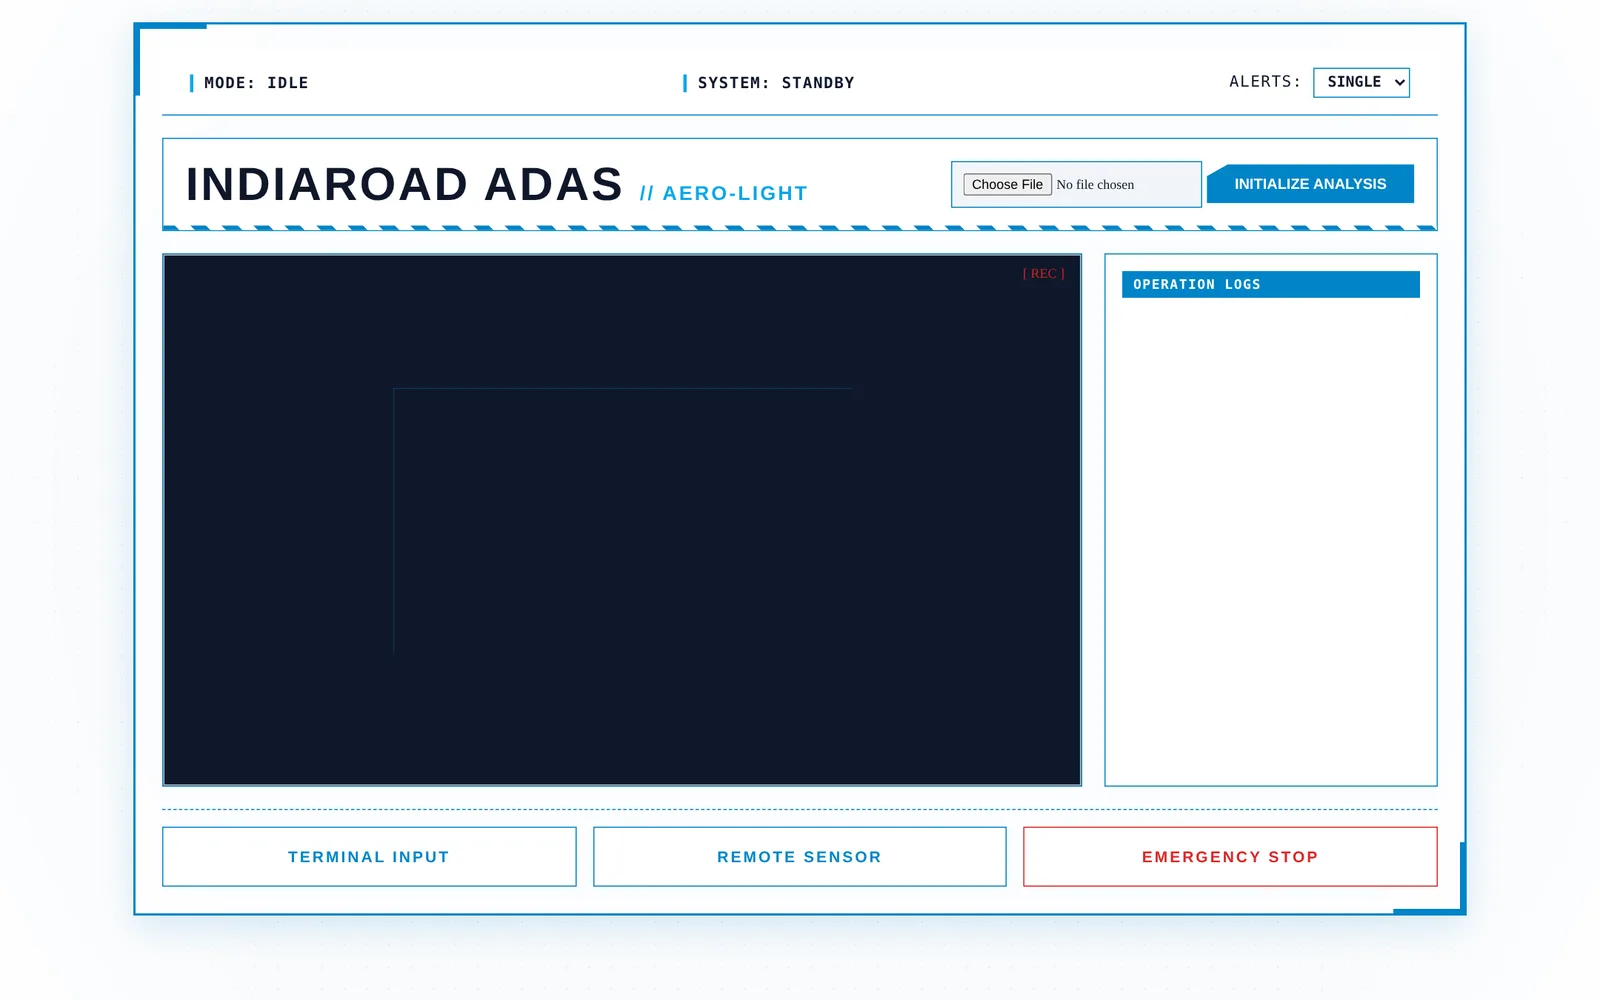 MODE: IDLE
SYSTEM: STANDBY
ALERTS: SINGLE
INDIAROAD ADAS // AERO-LIGHT
Choose File No file chosen
INITIALIZE ANALYSIS
[ REC ]
OPERATION LOGS
TERMINAL INPUT
REMOTE SENSOR
EMERGENCY STOP